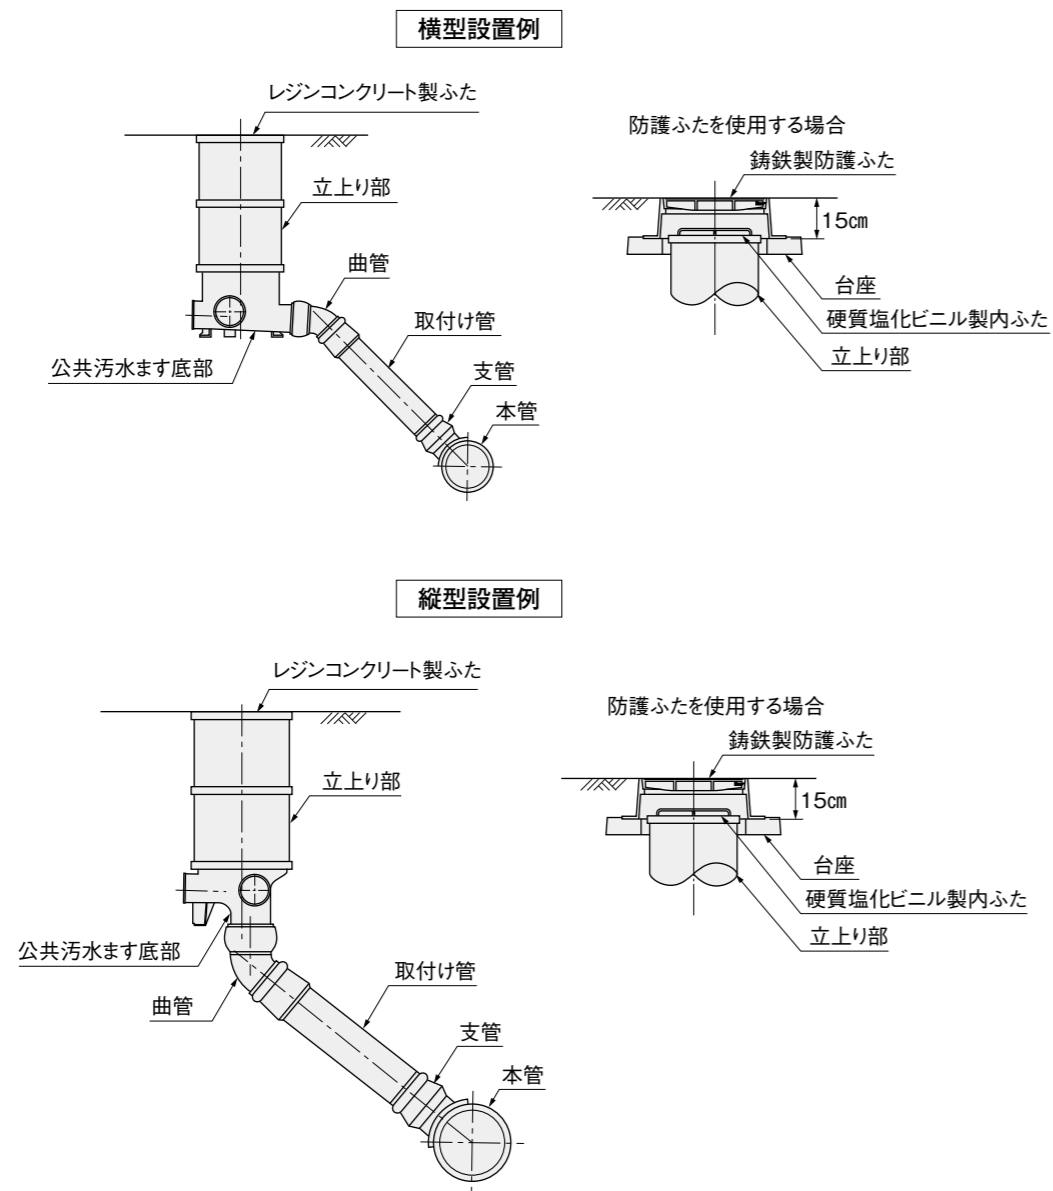 横型設置例
レジンコンクリート製ふた
立上り部
曲管
取付け管
支管
本管
公共汚水ます底部
防護ふたを使用する場合
鋳鉄製防護ふた
15㎝
台座
硬質塩化ビニル製内ふた
立上り部
縦型設置例
レジンコンクリート製ふた
立上り部
公共汚水ます底部
曲管
取付け管
支管
本管
防護ふたを使用する場合
鋳鉄製防護ふた
15㎝
台座
硬質塩化ビニル製内ふた
立上り部